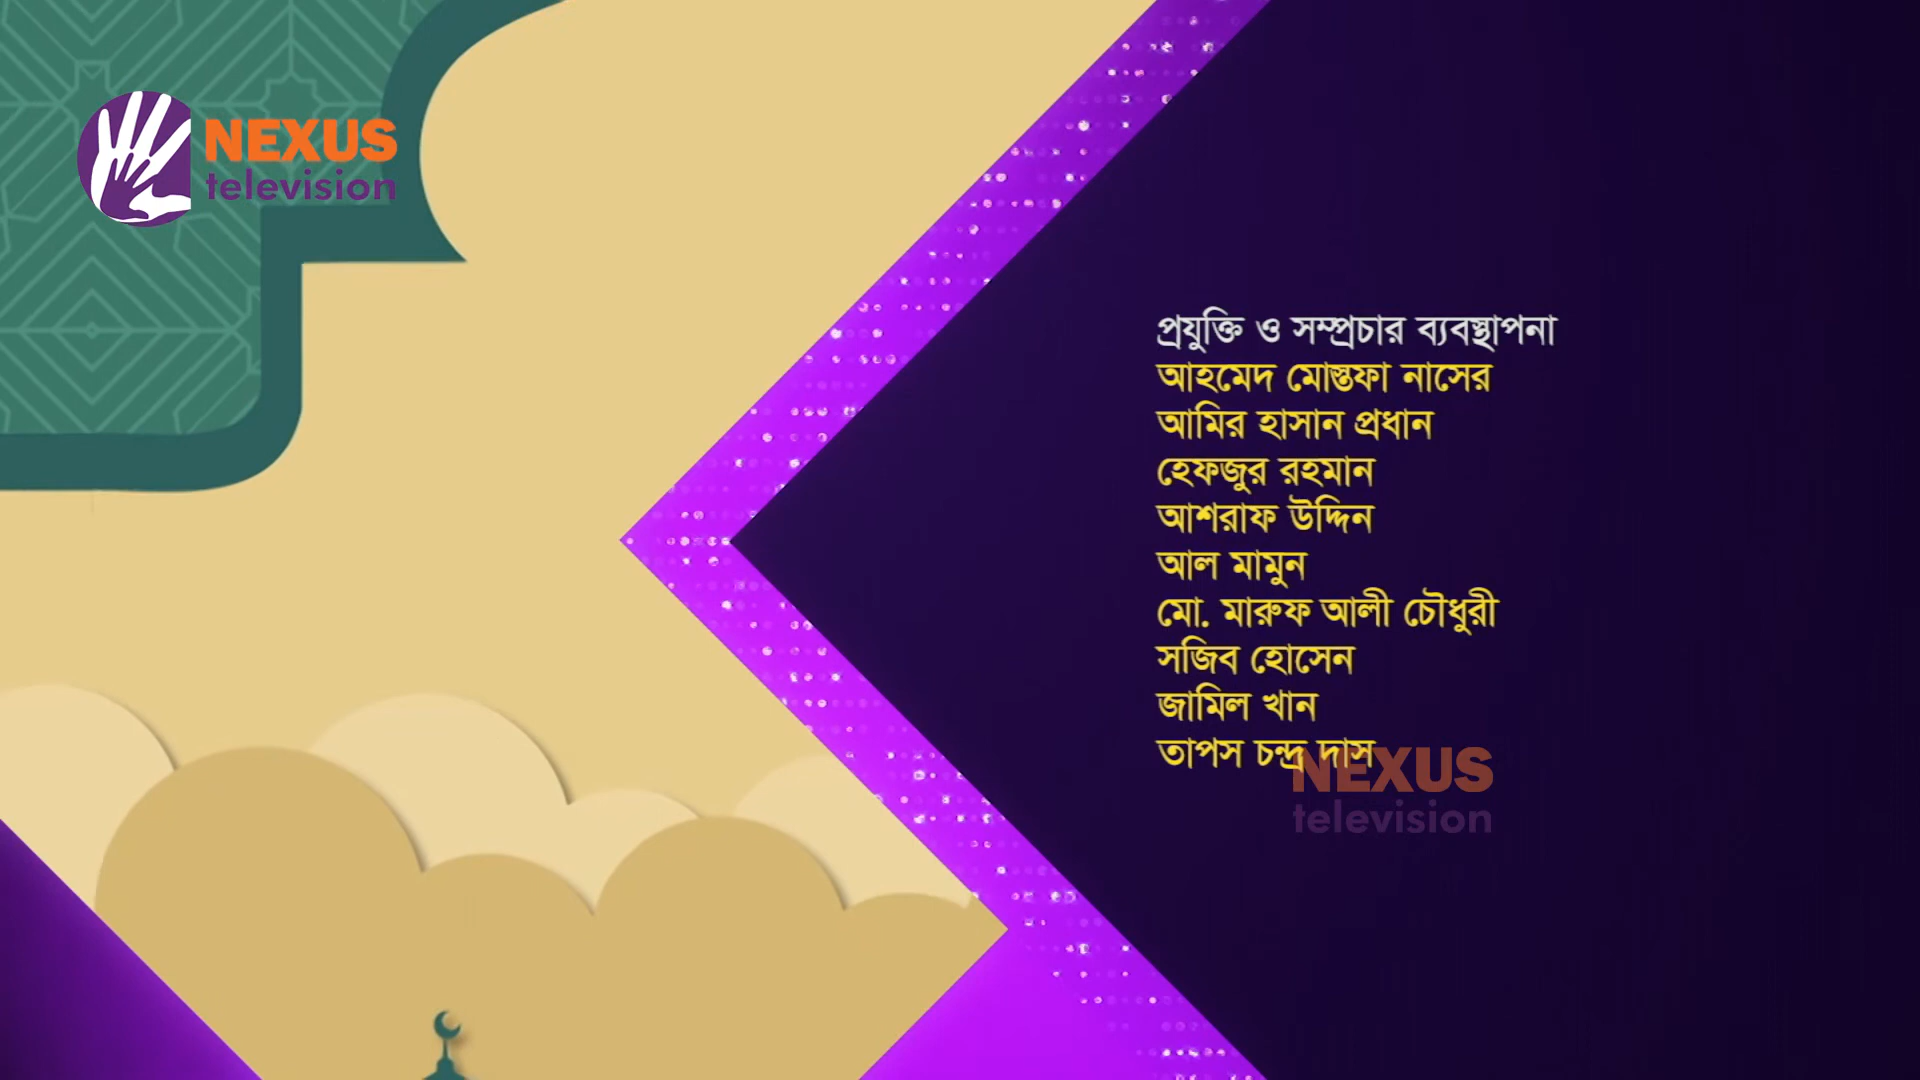 NEXUS
television
প্রযুক্তি ও সম্প্রচার ব্যবস্থাপনা
আহমেদ মোস্তফা নাসের
আমির হাসান প্রধান
হেফজুর রহমান
আশরাফ উদ্দিন
আল মামুন
মো. মারুফ আলী চৌধুরী
সজিব হোসেন
জামিল খান
তাপস চন্দ্র দাস
NEXUS
television